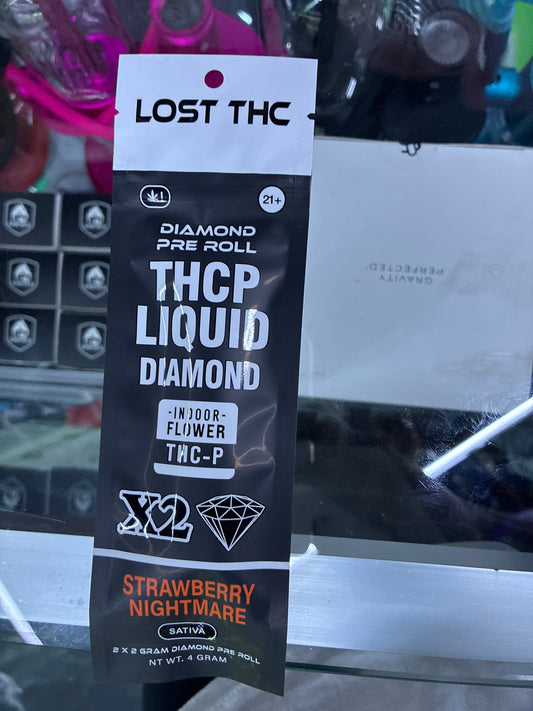 LOST THC
21+
DIAMOND
PRE ROLL
THCP
LIQUID
DIAMOND
-INDOOR-
FLOWER
THC-P
X2
STRAWBERRY
NIGHTMARE
SATIVA
2 X 2 GRAM DIAMOND PRE ROLL
NT WT. 4 GRAM
GRAVITY
PERFECTED.